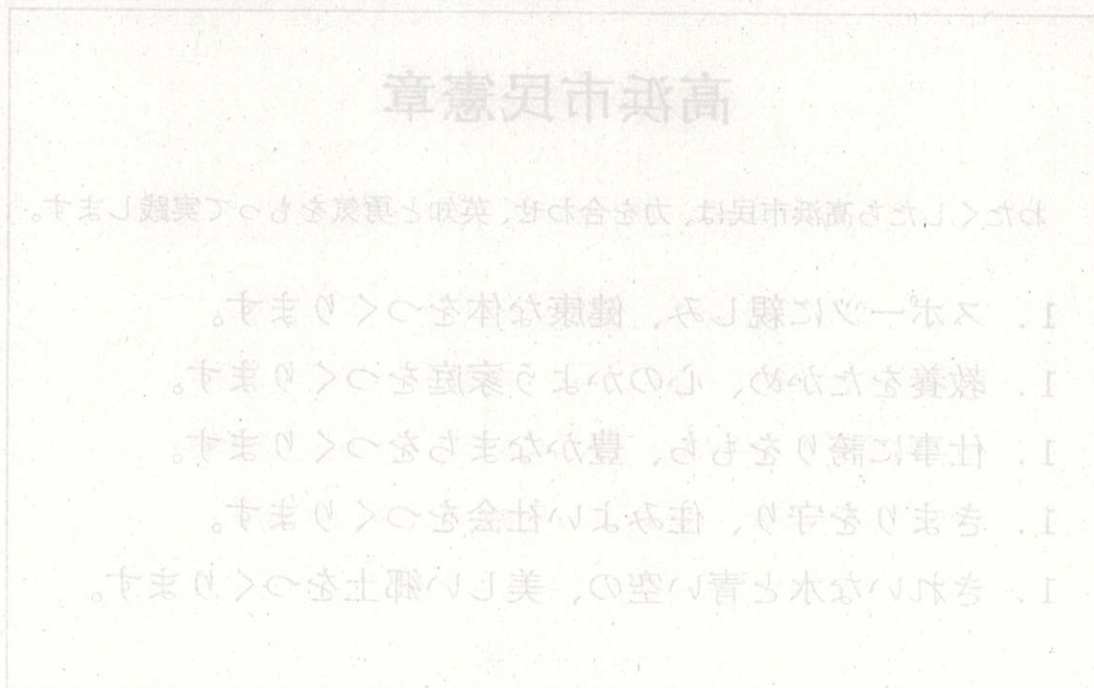 高浜市民憲章
わたくしたち高浜市民は、力を合わせ、英知と勇気をもって実践します。
1. スポーツに親しみ、健康な体をつくります。
1. 教養をたかめ、心のかよう家庭をつくります。
1. 仕事に誇りをもち、豊かなまちをつくります。
1. きまりを守り、住みよい社会をつくります。
1. きれいな水と青い空の、美しい郷土をつくります。